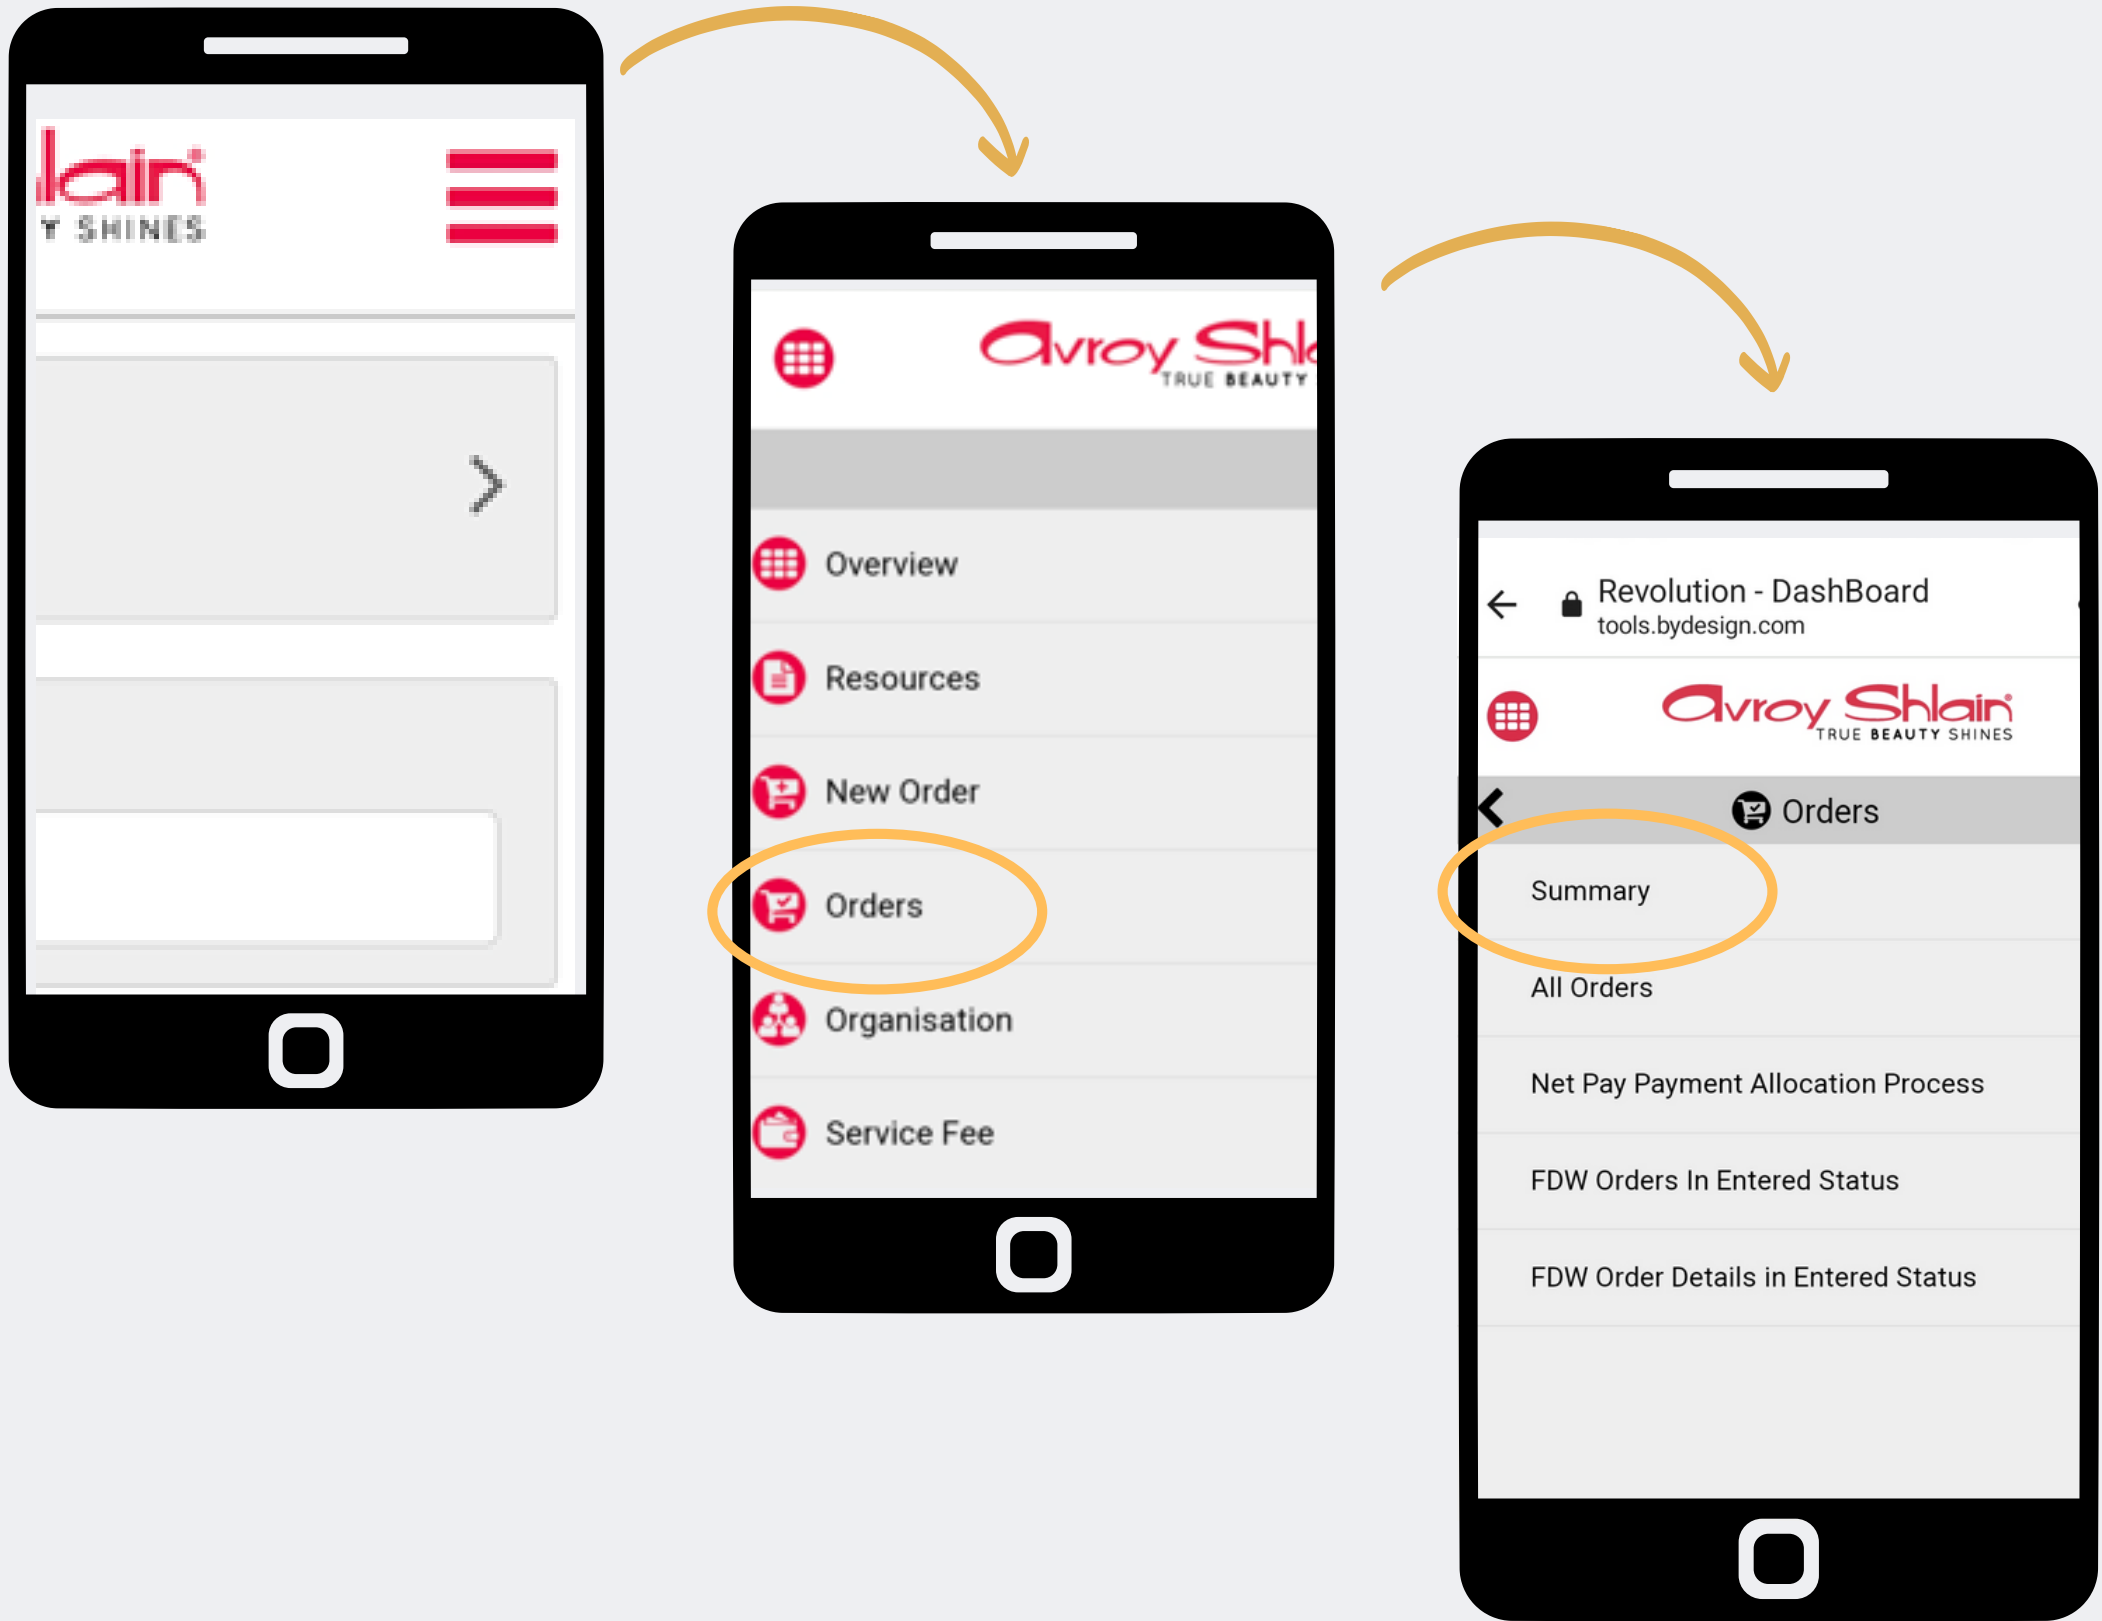 lain
Y SHINES
avroy Shl
TRUE BEAUTY
Overview
Resources
New Order
Orders
Organisation
Service Fee
Revolution - DashBoard
tools.bydesign.com
avroy Shlain®
TRUE BEAUTY SHINES
Orders
Summary
All Orders
Net Pay Payment Allocation Process
FDW Orders In Entered Status
FDW Order Details in Entered Status